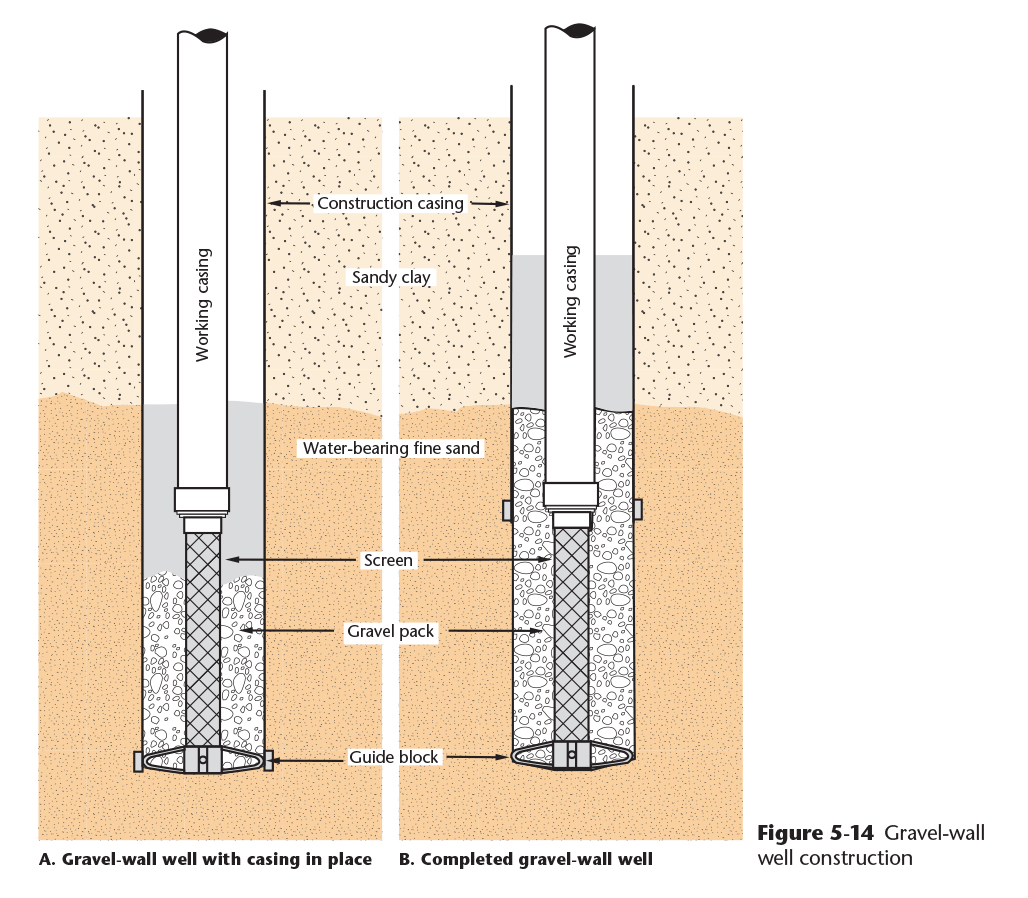 Construction casing
Working casing
Working casing
Sandy clay
Water-bearing fine sand
Screen
Gravel pack
Guide block
A. Gravel-wall well with casing in place
B. Completed gravel-wall well
Figure 5-14 Gravel-wall
well construction